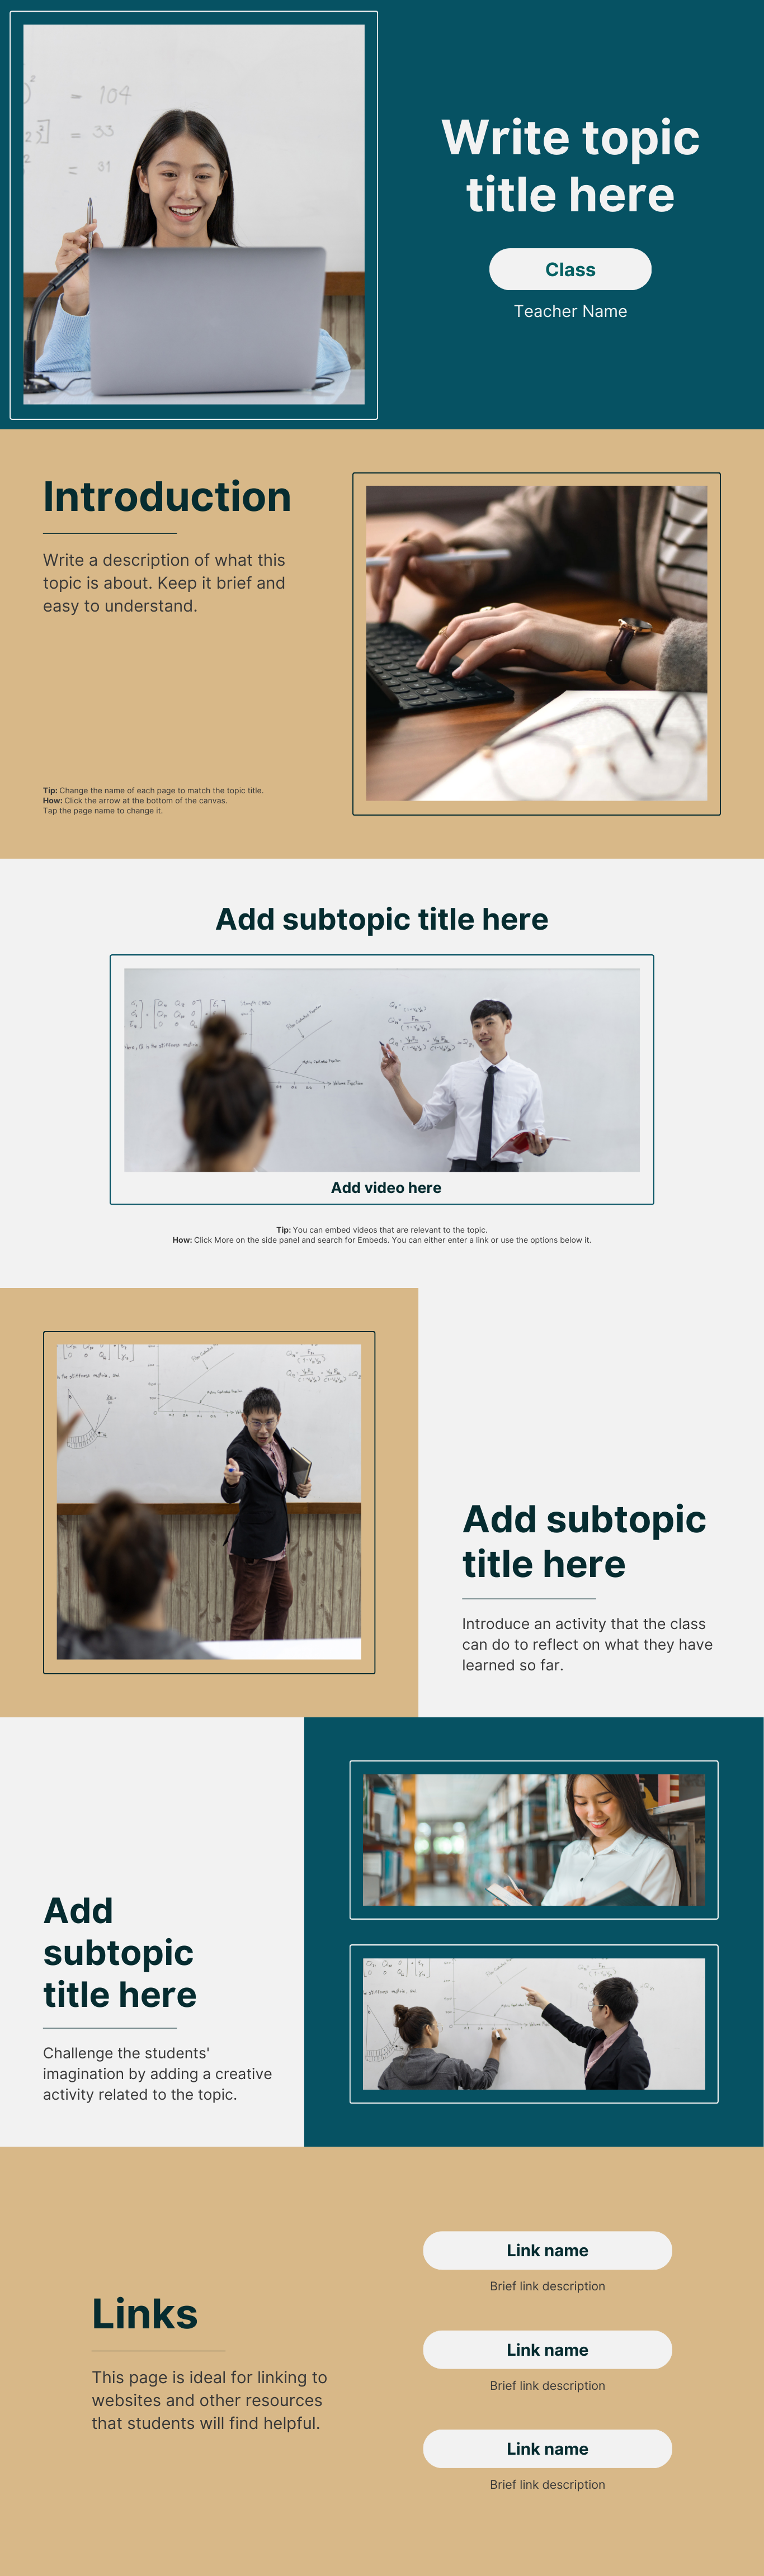 = 104
= 33
= 31
Write topic
title here
Class
Teacher Name
Introduction
Write a description of what this
topic is about. Keep it brief and
easy to understand.
Tip: Change the name of each page to match the topic title.
How: Click the arrow at the bottom of the canvas.
Tap the page name to change it.
Add subtopic title here
Add video here
Tip: You can embed videos that are relevant to the topic.
How: Click More on the side panel and search for Embeds. You can either enter a link or use the options below it.
Add subtopic
title here
Introduce an activity that the class
can do to reflect on what they have
learned so far.
Add
subtopic
title here
Challenge the students'
imagination by adding a creative
activity related to the topic.
Links
This page is ideal for linking to
websites and other resources
that students will find helpful.
Link name
Brief link description
Link name
Brief link description
Link name
Brief link description